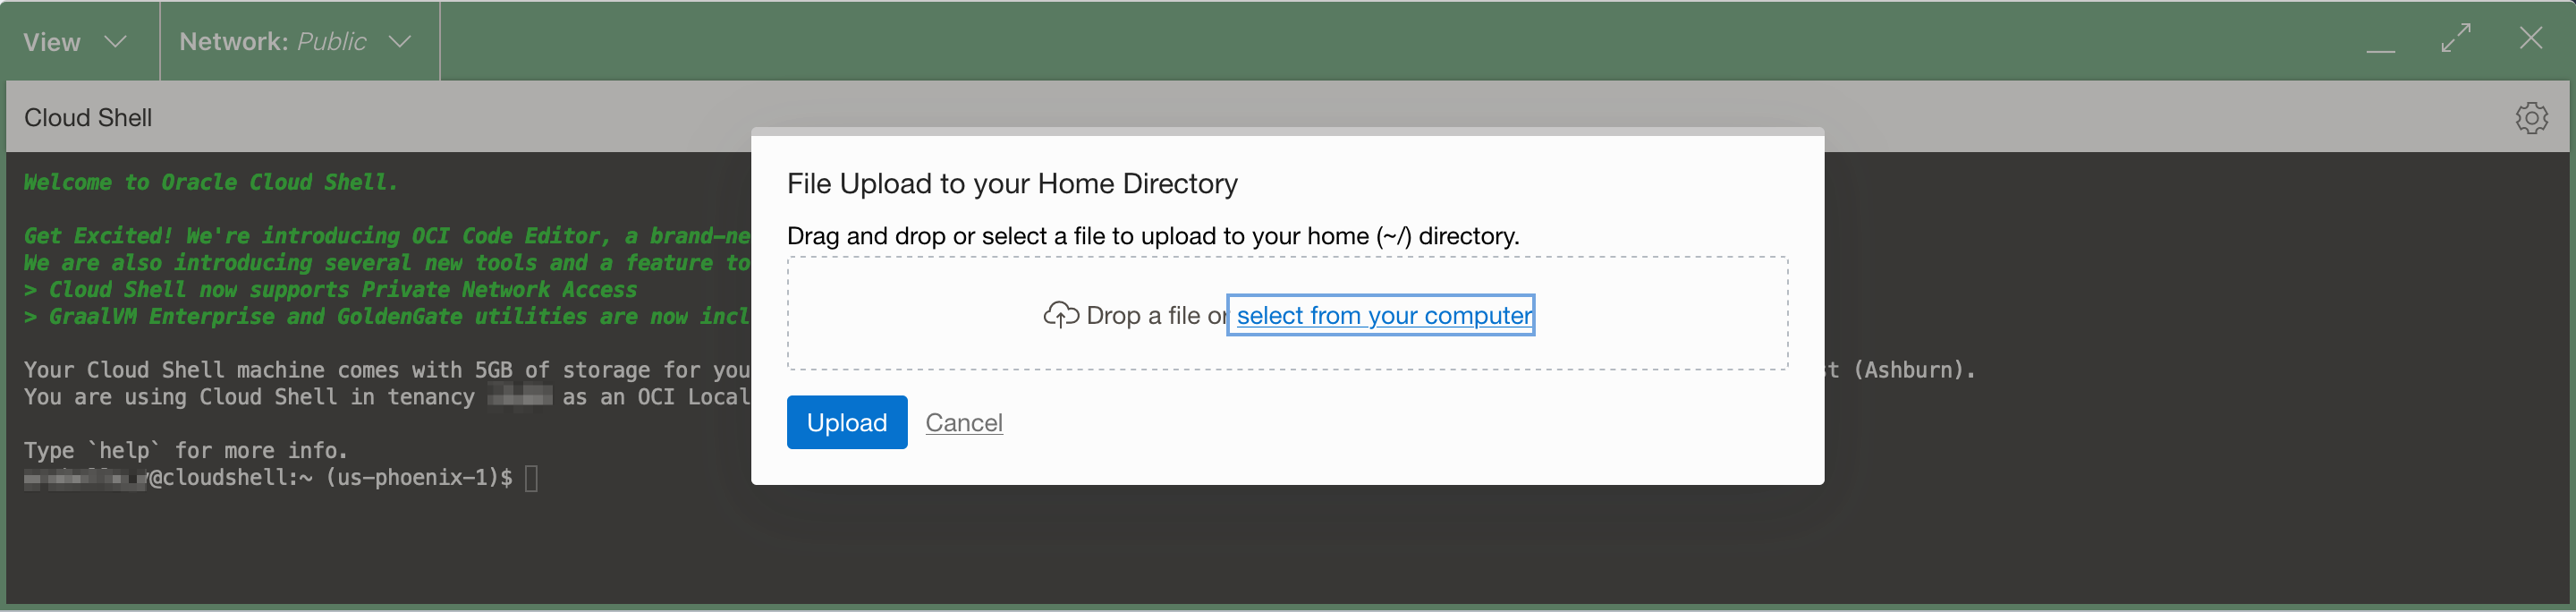 View
Network: Public
Cloud Shell
Welcome to Oracle Cloud Shell.
Get Excited! We're introducing OCI Code Editor, a brand-ne
We are also introducing several new tools and a feature to
> Cloud Shell now supports Private Network Access
> GraalVM Enterprise and GoldenGate utilities are now incl
Your Cloud Shell machine comes with 5GB of storage for you
t (Ashburn).
You are using Cloud Shell in tenancy as an OCI Local
Type `help` for more info.
@cloudshell:~ (us-phoenix-1)$
File Upload to your Home Directory
Drag and drop or select a file to upload to your home (~/) directory.
Drop a file or select from your computer
Upload
Cancel